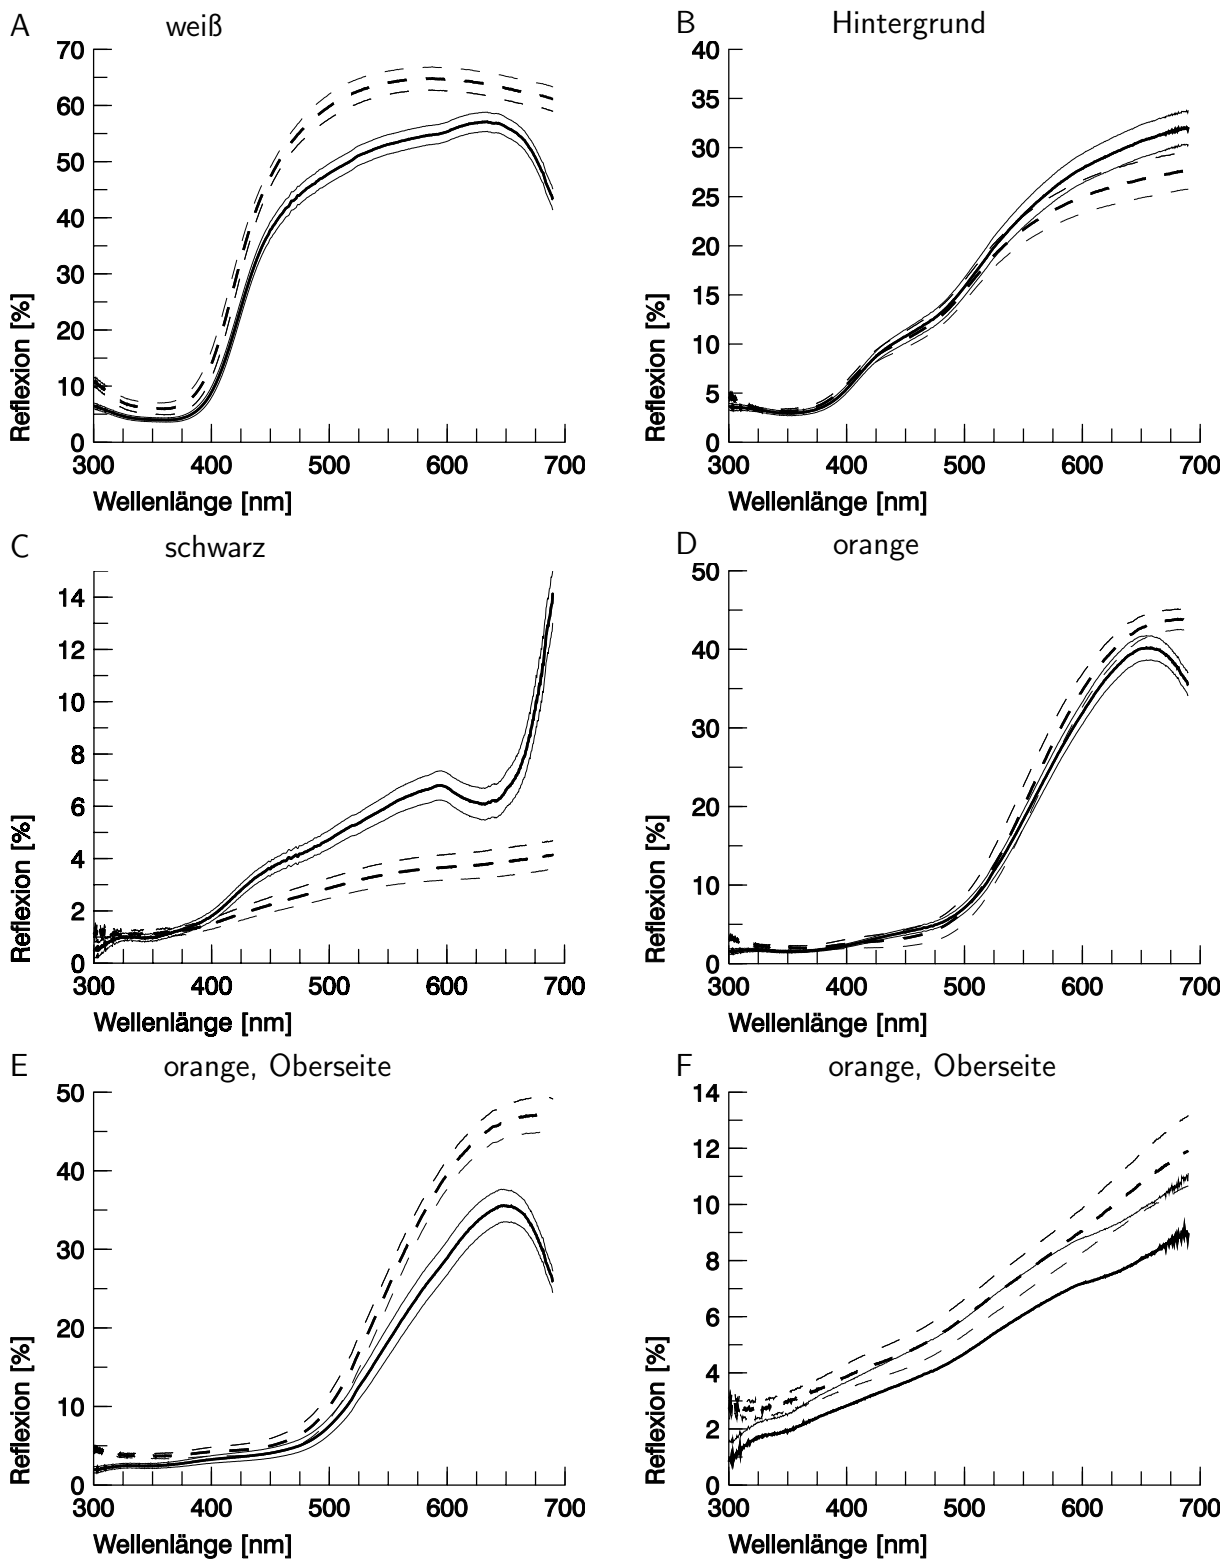 A weiß
70
60
50
40
30
20
10
0
Reflexion [%]
300 400 500 600 700
Wellenlänge [nm]
B Hintergrund
40
35
30
25
20
15
10
5
0
Reflexion [%]
300 400 500 600 700
Wellenlänge [nm]
C schwarz
14
12
10
8
6
4
2
0
Reflexion [%]
300 400 500 600 700
Wellenlänge [nm]
D orange
50
40
30
20
10
0
Reflexion [%]
300 400 500 600 700
Wellenlänge [nm]
E orange, Oberseite
50
40
30
20
10
0
Reflexion [%]
300 400 500 600 700
Wellenlänge [nm]
F orange, Oberseite
14
12
10
8
6
4
2
0
Reflexion [%]
300 400 500 600 700
Wellenlänge [nm]